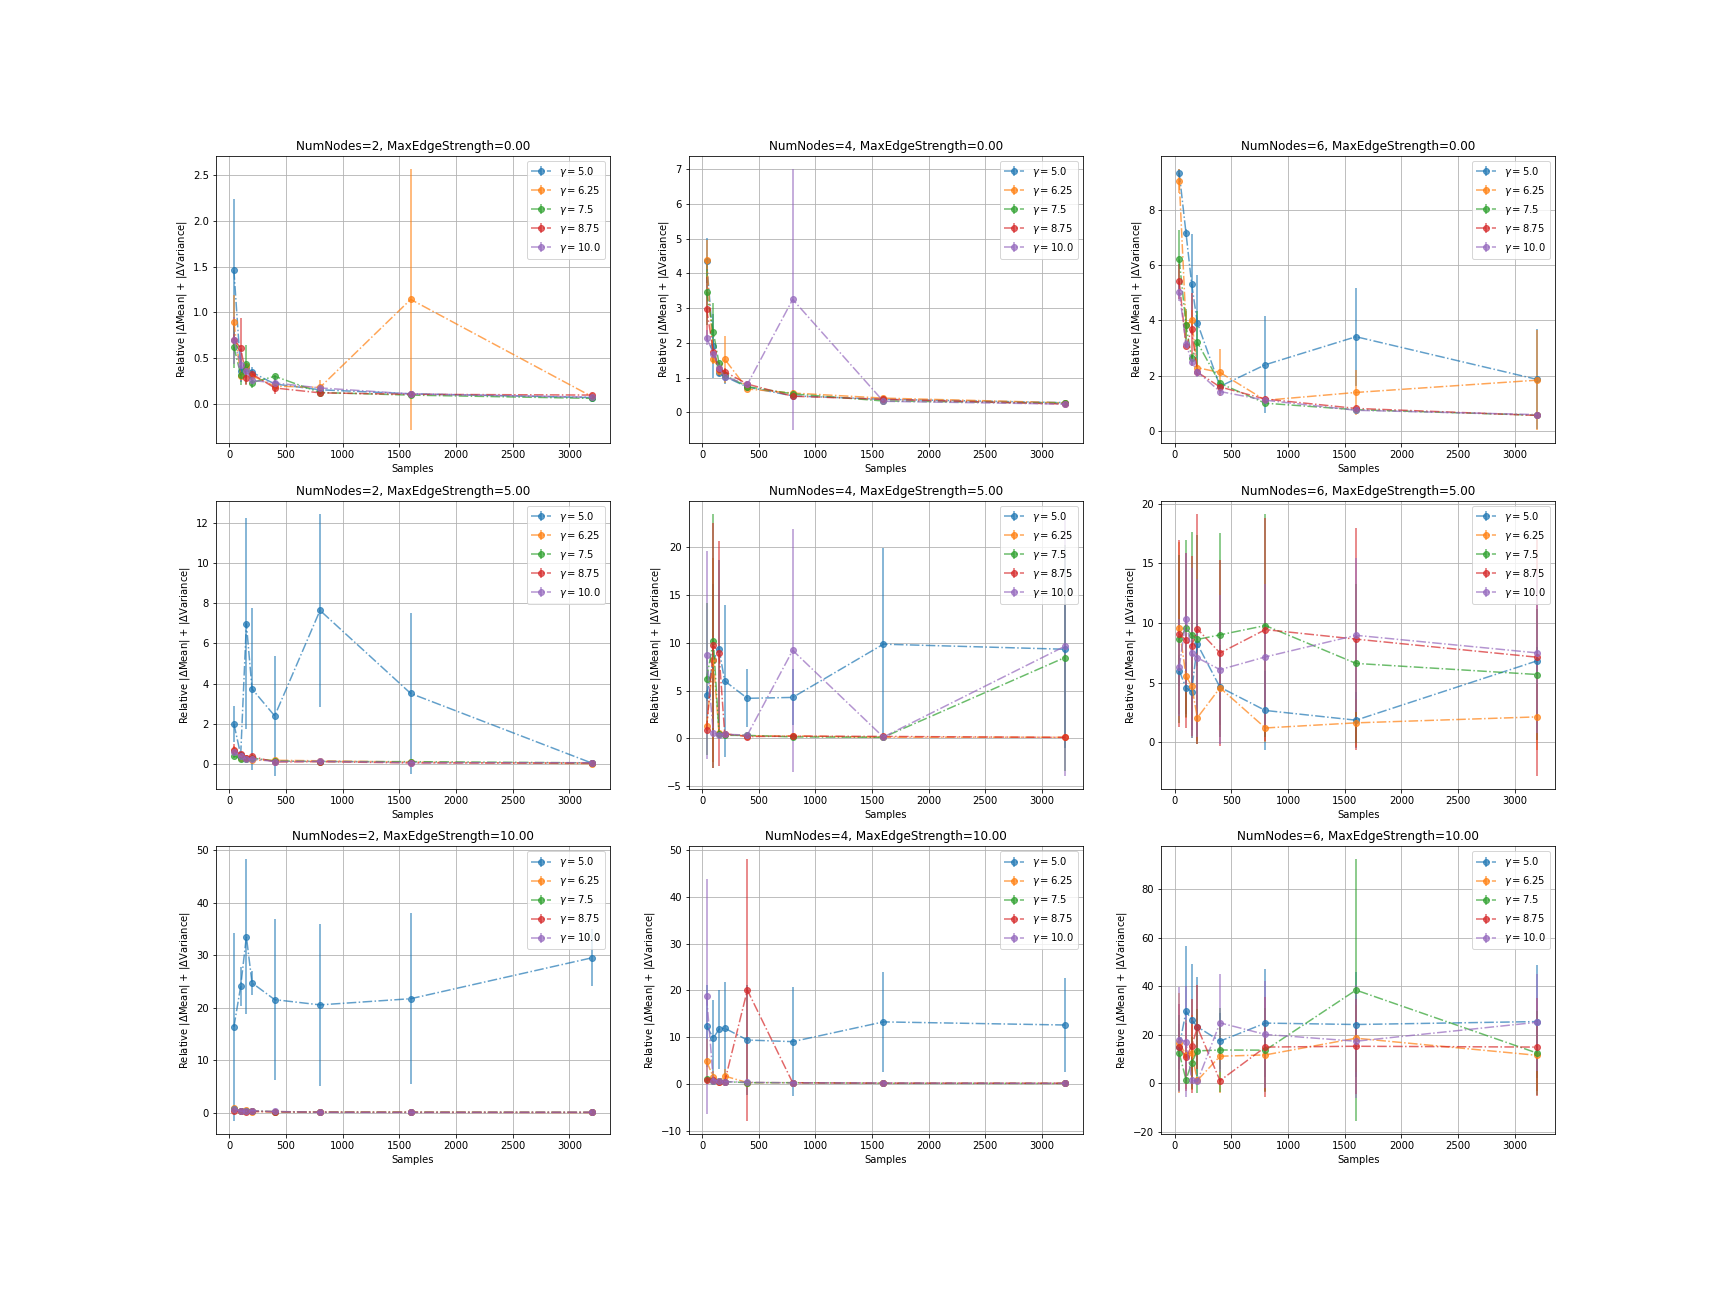 NumNodes=2, MaxEdgeStrength=0.00
Relative |ΔMean| + |ΔVariance|
2.5
2.0
1.5
1.0
0.5
0.0
γ = 5.0
γ = 6.25
γ = 7.5
γ = 8.75
γ = 10.0
0 500 1000 1500 2000 2500 3000
Samples
NumNodes=4, MaxEdgeStrength=0.00
Relative |ΔMean| + |ΔVariance|
7
6
5
4
3
2
1
0
γ = 5.0
γ = 6.25
γ = 7.5
γ = 8.75
γ = 10.0
0 500 1000 1500 2000 2500 3000
Samples
NumNodes=6, MaxEdgeStrength=0.00
Relative |ΔMean| + |ΔVariance|
8
6
4
2
0
γ = 5.0
γ = 6.25
γ = 7.5
γ = 8.75
γ = 10.0
0 500 1000 1500 2000 2500 3000
Samples
NumNodes=2, MaxEdgeStrength=5.00
Relative |ΔMean| + |ΔVariance|
12
10
8
6
4
2
0
γ = 5.0
γ = 6.25
γ = 7.5
γ = 8.75
γ = 10.0
0 500 1000 1500 2000 2500 3000
Samples
NumNodes=4, MaxEdgeStrength=5.00
Relative |ΔMean| + |ΔVariance|
20
15
10
5
0
−5
γ = 5.0
γ = 6.25
γ = 7.5
γ = 8.75
γ = 10.0
0 500 1000 1500 2000 2500 3000
Samples
NumNodes=6, MaxEdgeStrength=5.00
Relative |ΔMean| + |ΔVariance|
20
15
10
5
0
γ = 5.0
γ = 6.25
γ = 7.5
γ = 8.75
γ = 10.0
0 500 1000 1500 2000 2500 3000
Samples
NumNodes=2, MaxEdgeStrength=10.00
Relative |ΔMean| + |ΔVariance|
50
40
30
20
10
0
γ = 5.0
γ = 6.25
γ = 7.5
γ = 8.75
γ = 10.0
0 500 1000 1500 2000 2500 3000
Samples
NumNodes=4, MaxEdgeStrength=10.00
Relative |ΔMean| + |ΔVariance|
50
40
30
20
10
0
−10
γ = 5.0
γ = 6.25
γ = 7.5
γ = 8.75
γ = 10.0
0 500 1000 1500 2000 2500 3000
Samples
NumNodes=6, MaxEdgeStrength=10.00
Relative |ΔMean| + |ΔVariance|
80
60
40
20
0
−20
γ = 5.0
γ = 6.25
γ = 7.5
γ = 8.75
γ = 10.0
0 500 1000 1500 2000 2500 3000
Samples